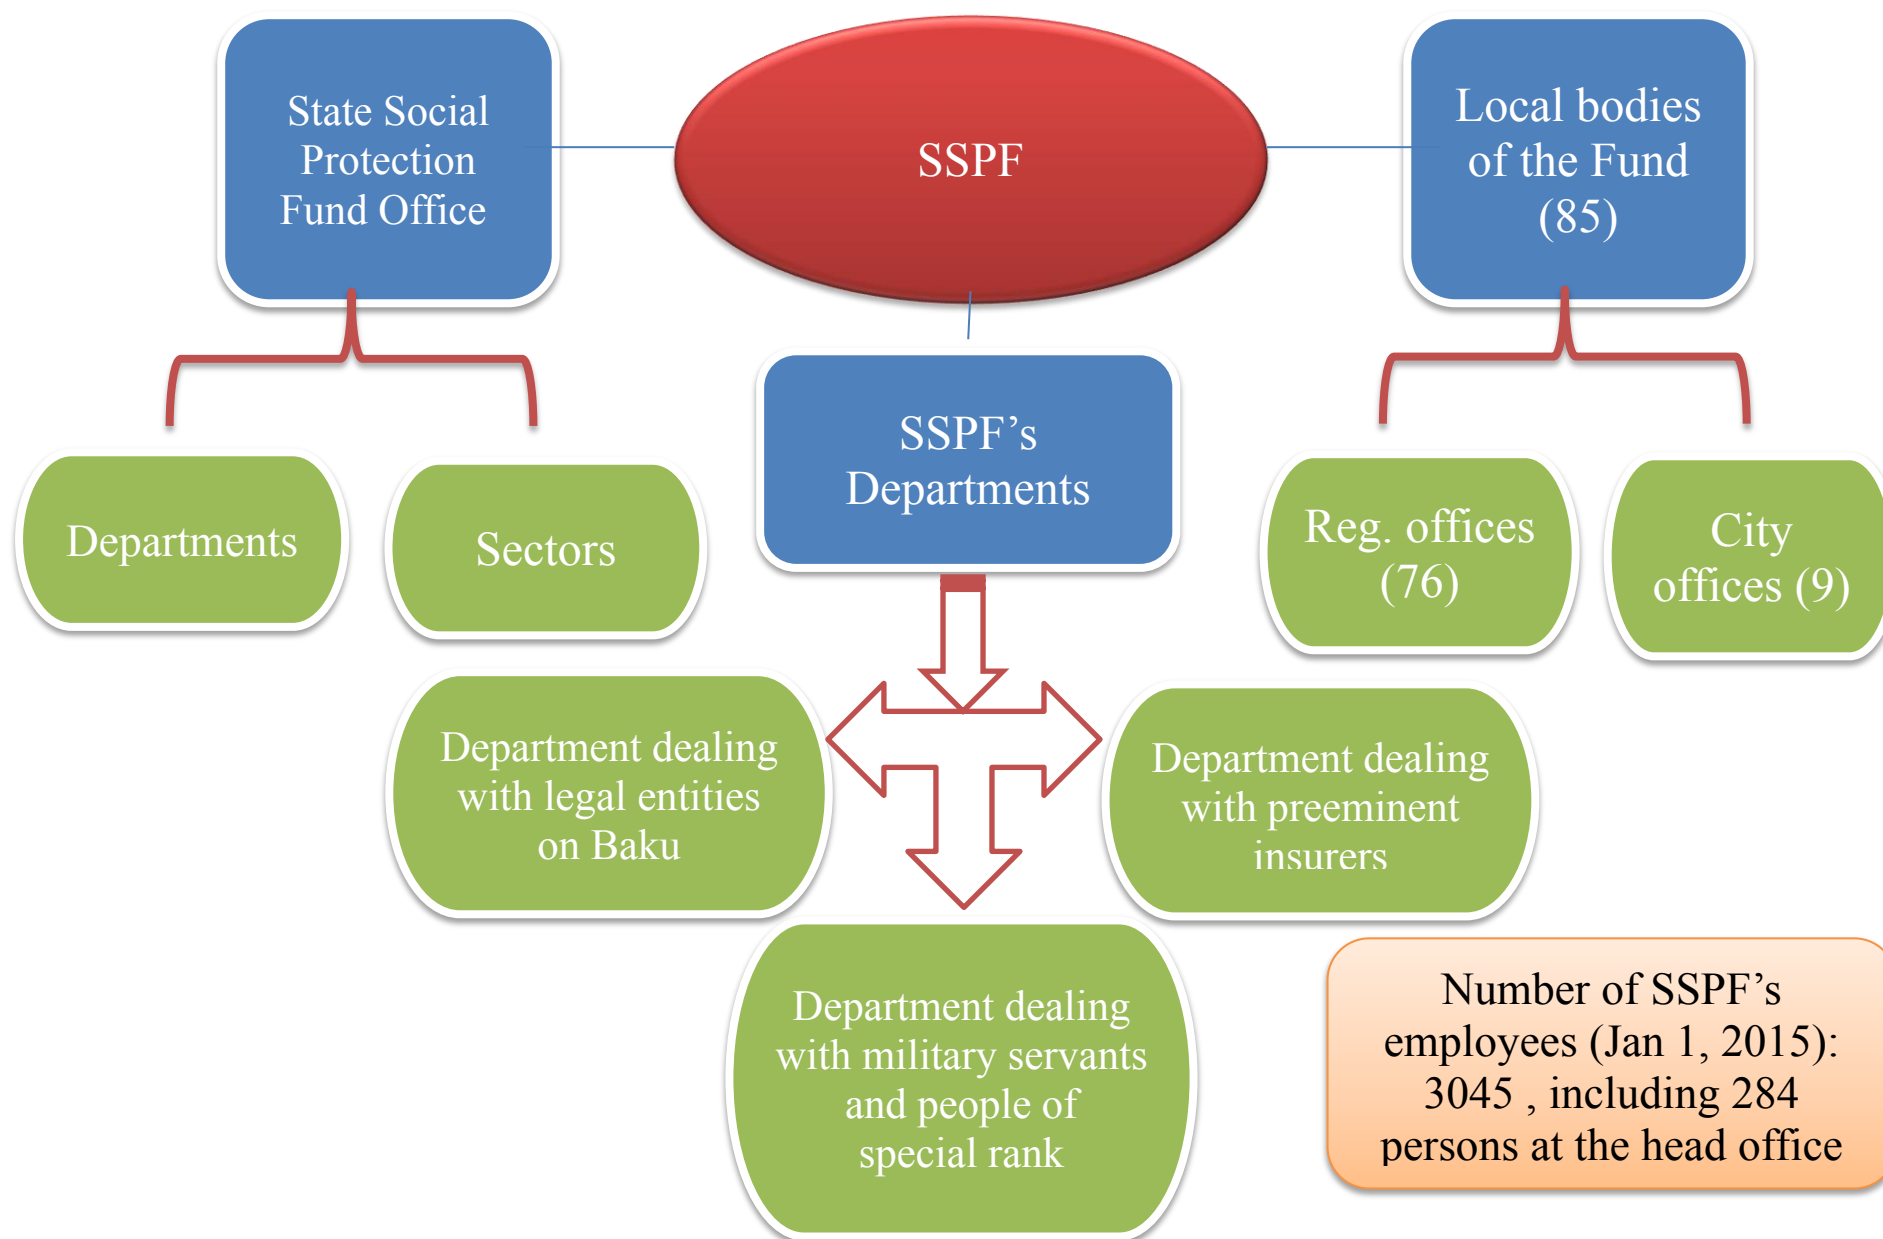 State Social
Protection
Fund Office
SSPF
Local bodies
of the Fund
(85)
SSPF’s
Departments
Departments
Sectors
Reg. offices
(76)
City
offices (9)
Department dealing
with legal entities
on Baku
Department dealing
with preeminent
insurers
Department dealing
with military servants
and people of
special rank
Number of SSPF’s
employees (Jan 1, 2015):
3045 , including 284
persons at the head office